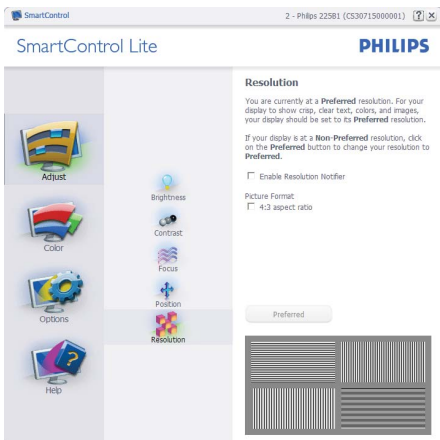 SmartControl
2 - Philips 225B1 (CS30715000001)
SmartControl Lite
PHILIPS
Adjust
Color
Options
Help
Brightness
Contrast
Focus
Position
Resolution
Resolution
You are currently at a Preferred resolution. For your
display to show crisp, clear text, colors, and images,
your display should be set to its Preferred resolution.
If your display is at a Non-Preferred resolution, click
on the Preferred button to change your resolution to
Preferred.
Enable Resolution Notifier
Picture Format
4:3 aspect ratio
Preferred